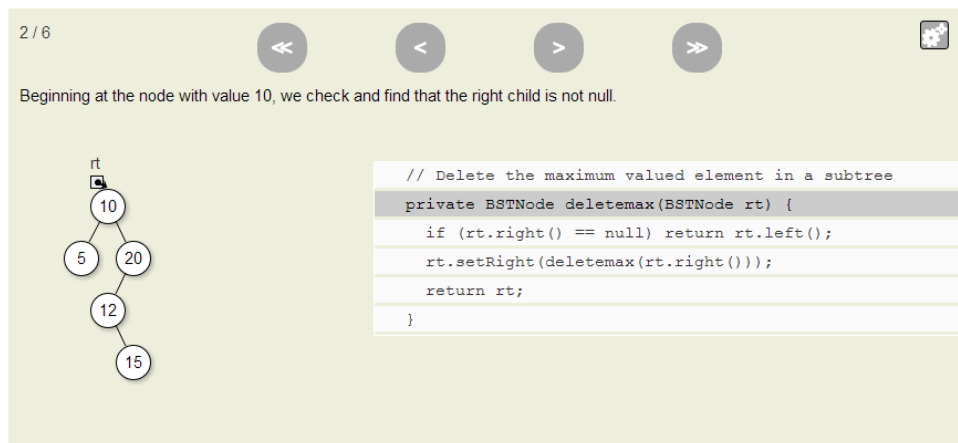 2 / 6
<< < > >>
Beginning at the node with value 10, we check and find that the right child is not null.
rt
10
5 20
12
15
// Delete the maximum valued element in a subtree
private BSTNode deletemax(BSTNode rt) {
if (rt.right() == null) return rt.left();
rt.setRight(deletemax(rt.right()));
return rt;
}